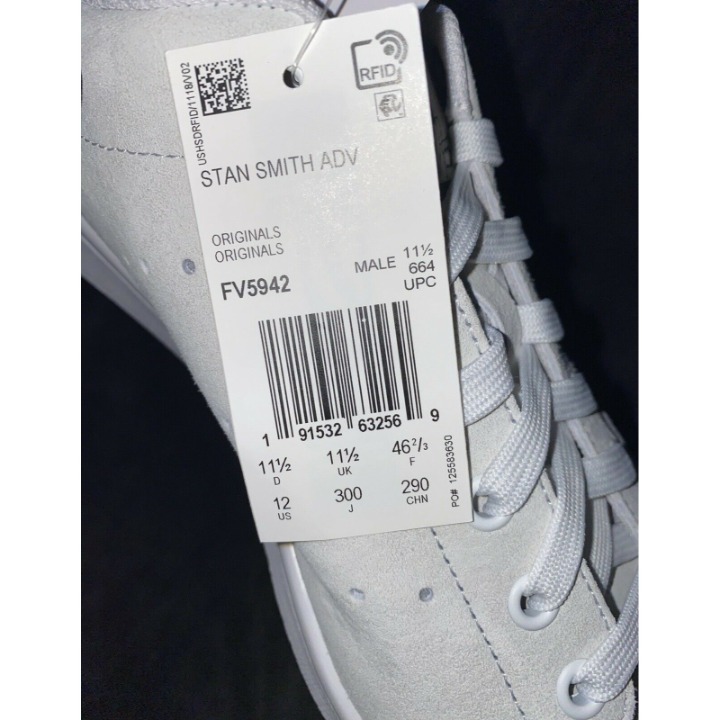 USHSDRFID/1118/V02
RFID
STAN SMITH ADV
ORIGINALS
ORIGINALS
FV5942
MALE 11½
664
UPC
1 91532 63256 9
11½ 11½ 46⅔
D UK F
12 300 290
US J CHN
PO# 125583630